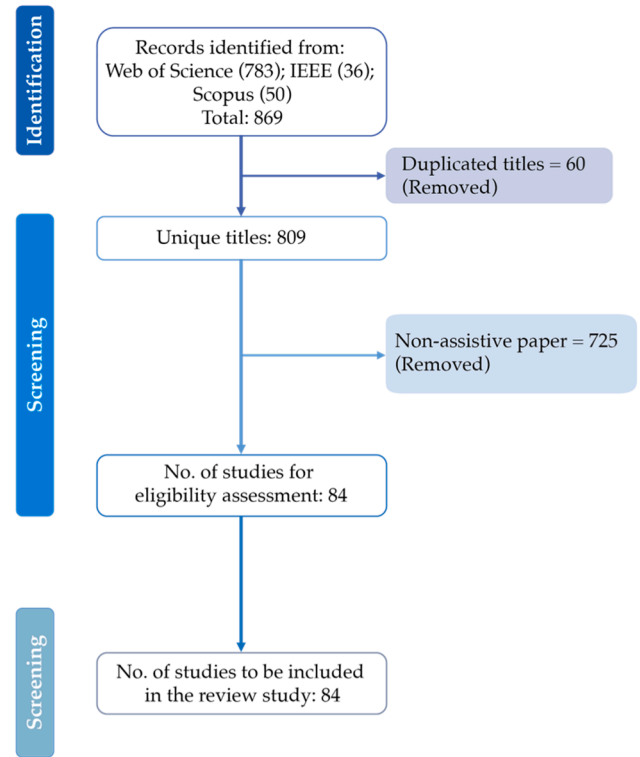 Identification
Records identified from:
Web of Science (783); IEEE (36);
Scopus (50)
Total: 869
Duplicated titles = 60
(Removed)
Screening
Unique titles: 809
Non-assistive paper = 725
(Removed)
No. of studies for
eligibility assessment: 84
Screening
No. of studies to be included
in the review study: 84